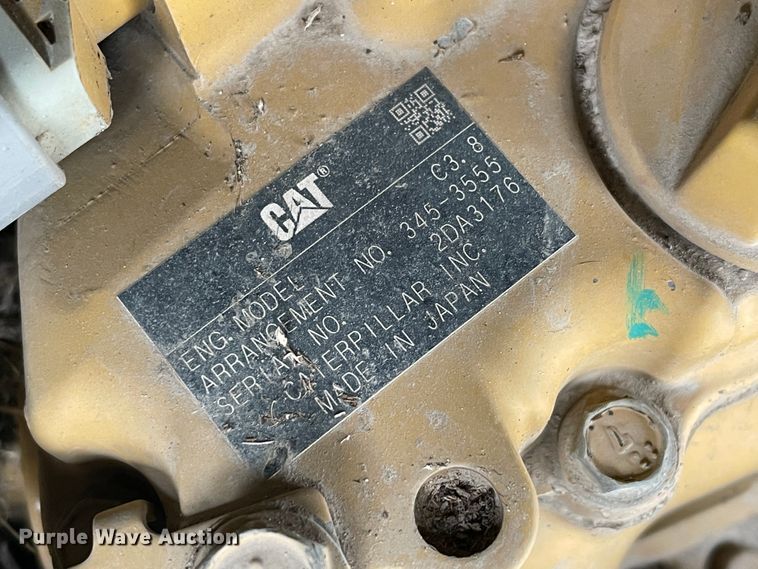 CAT®
ENG. MODEL C3.8
ARRANGEMENT NO. 345-3555
SERIAL NO. 2DA3176
CATERPILLAR INC.
MADE IN JAPAN
Purple Wave Auction